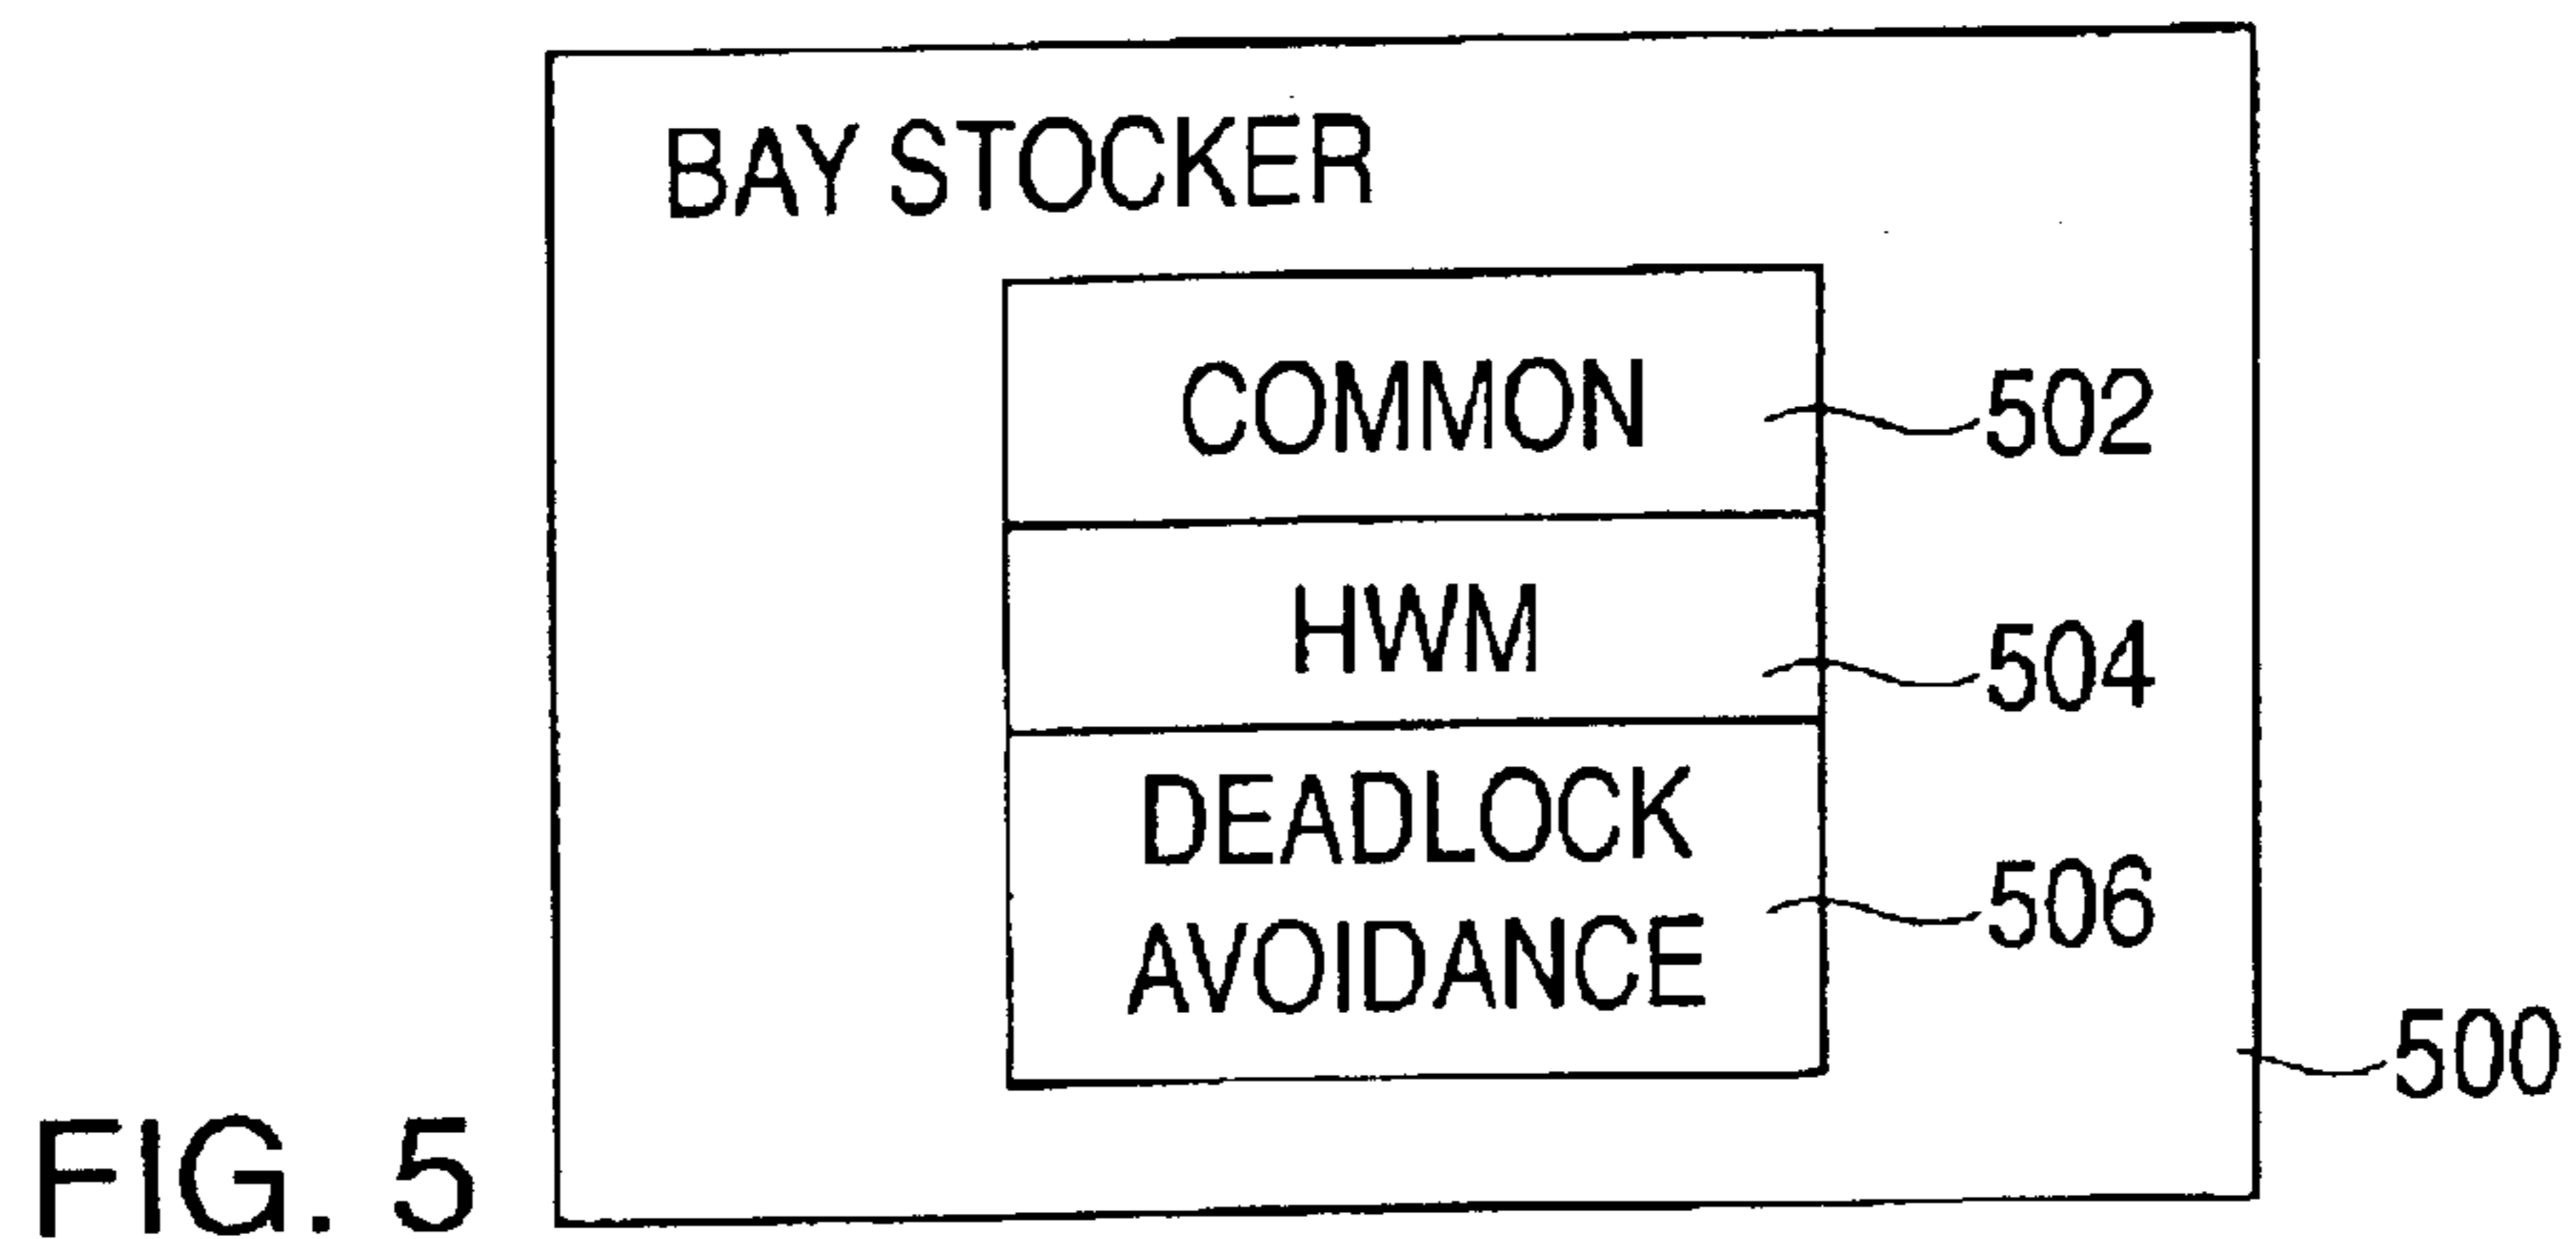 BAY STOCKER
COMMON
502
HWM
504
DEADLOCK
AVOIDANCE
506
500
FIG. 5